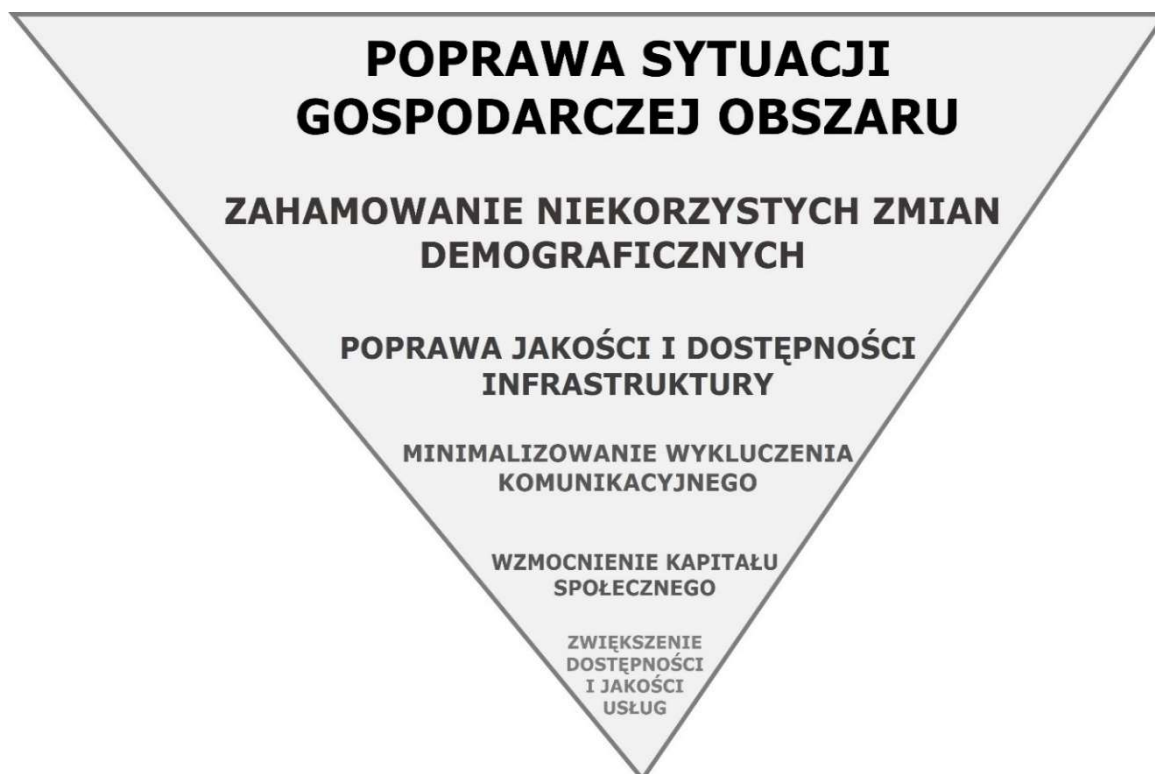 POPRAWA SYTUACJI
GOSPODARCZEJ OBSZARU
ZAHAMOWANIE NIEKORZYSTYCH ZMIAN
DEMOGRAFICZNYCH
POPRAWA JAKOŚCI I DOSTĘPNOŚCI
INFRASTRUKTURY
MINIMALIZOWANIE WYKLUCZENIA
KOMUNIKACYJNEGO
WZMOCNIENIE KAPITAŁU
SPOŁECZNEGO
ZWIĘKSZENIE
DOSTĘPNOŚCI
I JAKOŚCI
USŁUG